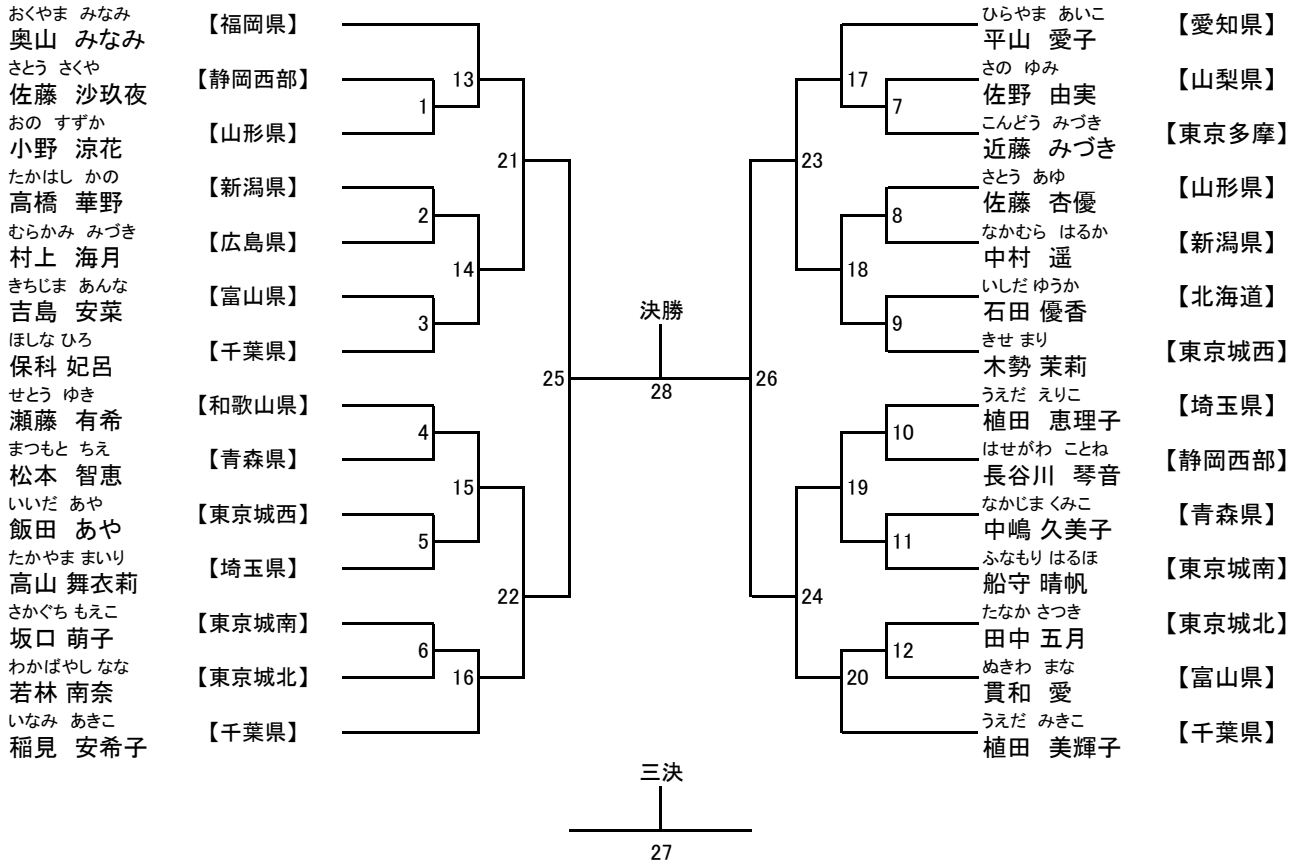 おくやま みなみ
奥山 みなみ 【福岡県】
さとう さくや
佐藤 沙玖夜 【静岡西部】
おの すずか
小野 涼花 【山形県】
たかはし かの
高橋 華野 【新潟県】
むらかみ みづき
村上 海月 【広島県】
きちじま あんな
吉島 安菜 【富山県】
ほしな ひろ
保科 妃呂 【千葉県】
せとう ゆき
瀬藤 有希 【和歌山県】
まつもと ちえ
松本 智恵 【青森県】
いいだ あや
飯田 あや 【東京城西】
たかやま まいり
高山 舞衣莉 【埼玉県】
さかぐち もえこ
坂口 萌子 【東京城南】
わかばやし なな
若林 南奈 【東京城北】
いなみ あきこ
稲見 安希子 【千葉県】
1
2
3
4
5
6
13
14
15
16
21
22
25
決勝
28
26
23
24
17
18
19
20
7
8
9
10
11
12
ひらやま あいこ
平山 愛子 【愛知県】
さの ゆみ
佐野 由実 【山梨県】
こんどう みづき
近藤 みづき 【東京多摩】
さとう あゆ
佐藤 杏優 【山形県】
なかむら はるか
中村 遥 【新潟県】
いしだ ゆうか
石田 優香 【北海道】
きせ まり
木勢 茉莉 【東京城西】
うえだ えりこ
植田 恵理子 【埼玉県】
はせがわ ことね
長谷川 琴音 【静岡西部】
なかじま くみこ
中嶋 久美子 【青森県】
ふなもり はるほ
船守 晴帆 【東京城南】
たなか さつき
田中 五月 【東京城北】
ぬきわ まな
貫和 愛 【富山県】
うえだ みきこ
植田 美輝子 【千葉県】
三決
27